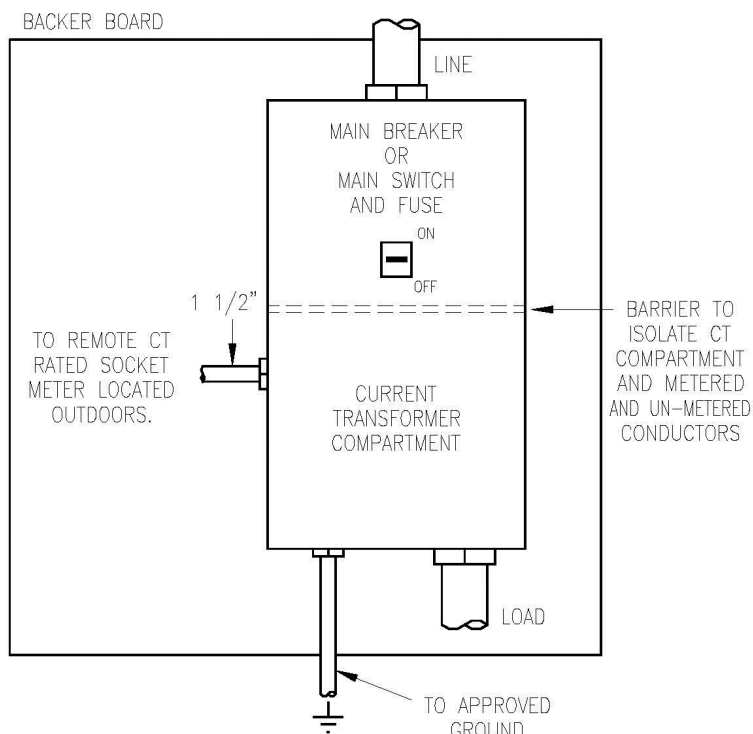 BACKER BOARD
LINE
MAIN BREAKER
OR
MAIN SWITCH
AND FUSE
ON
OFF
1 1/2"
TO REMOTE CT
RATED SOCKET
METER LOCATED
OUTDOORS.
BARRIER TO
ISOLATE CT
COMPARTMENT
AND METERED
AND UN-METERED
CONDUCTORS
CURRENT
TRANSFORMER
COMPARTMENT
LOAD
TO APPROVED
GROUND